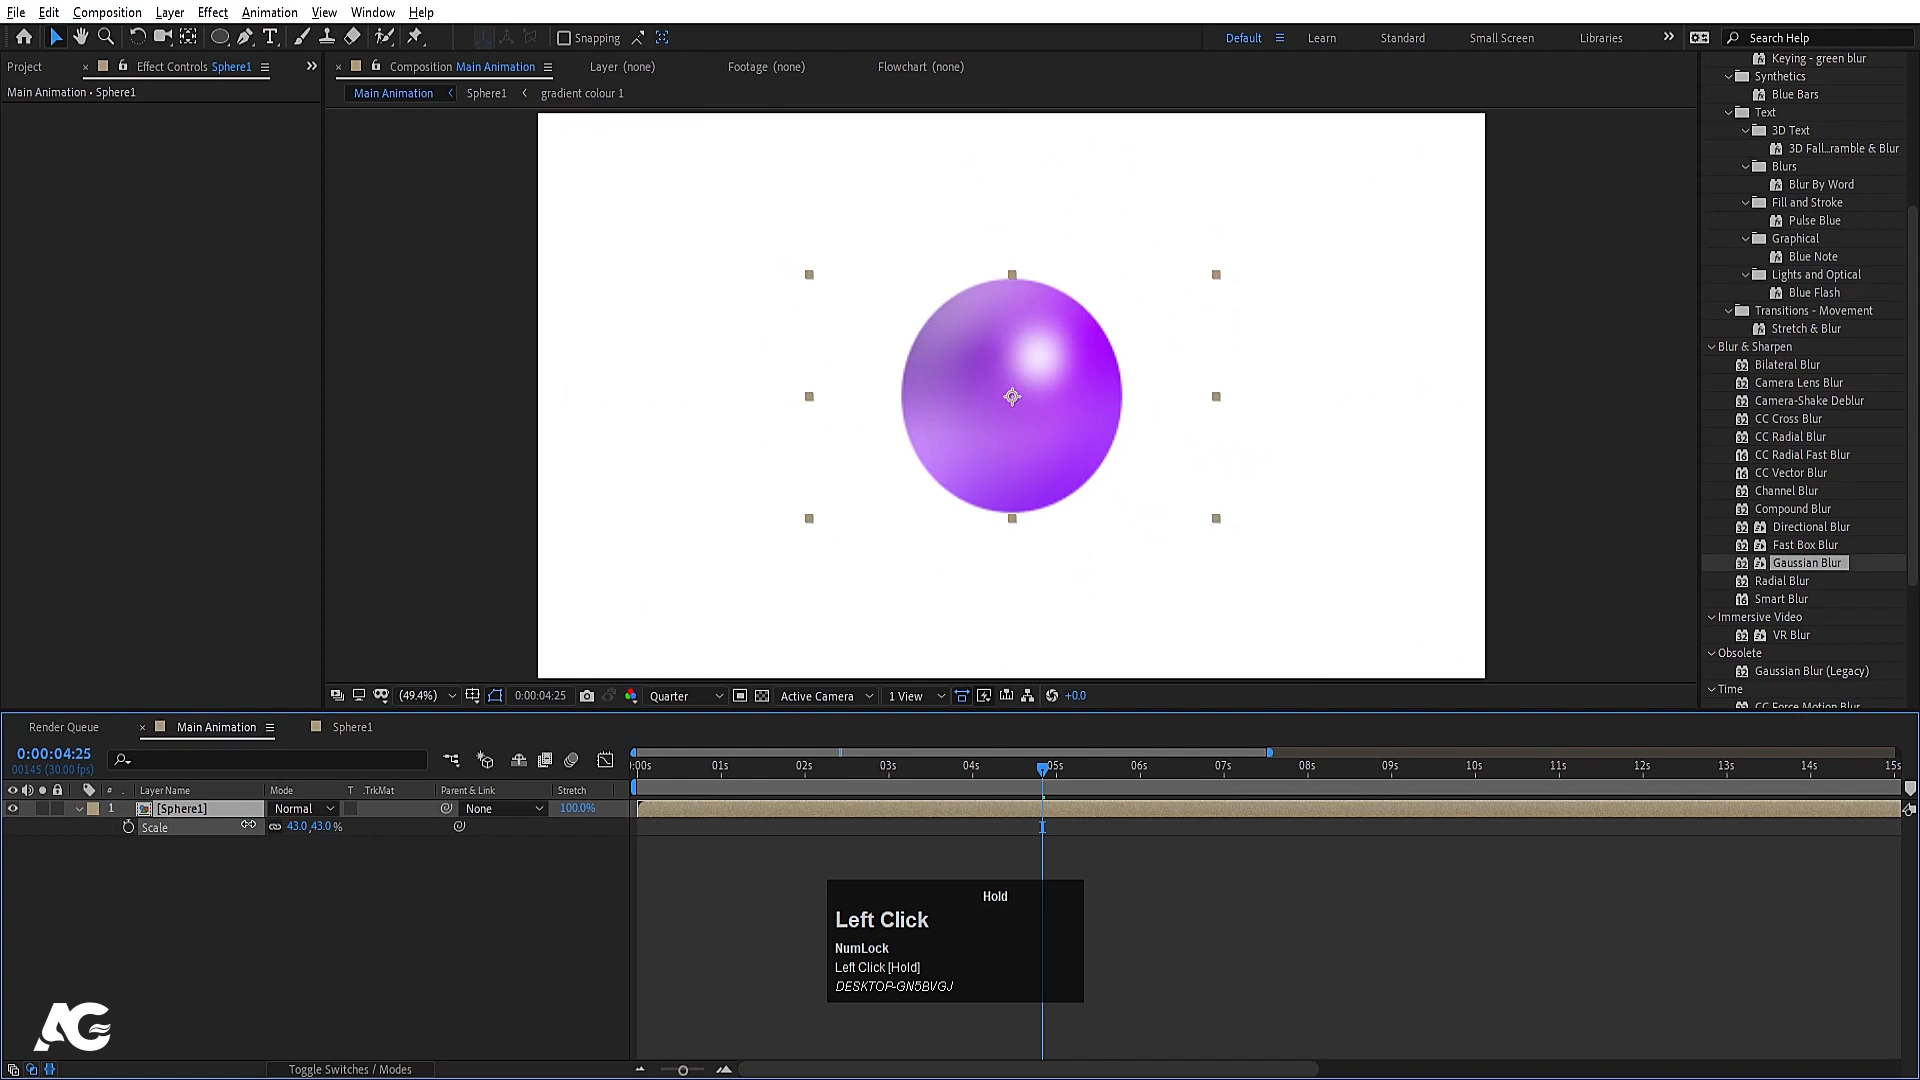 File Edit Composition Layer Effect Animation View Window Help
Snapping
Default Learn Standard Small Screen Libraries Search Help
Project Effect Controls Sphere1
Main Animation • Sphere1
Composition Main Animation Layer (none) Footage (none) Flowchart (none)
Main Animation Sphere1 gradient colour 1
Keying - green blur
Synthetics
Blue Bars
Text
3D Text
3D Fall...ramble & Blur
Blurs
Blur By Word
Fill and Stroke
Pulse Blue
Graphical
Blue Note
Lights and Optical
Blue Flash
Transitions - Movement
Stretch & Blur
Blur & Sharpen
Bilateral Blur
Camera Lens Blur
Camera-Shake Deblur
CC Cross Blur
CC Radial Blur
CC Radial Fast Blur
CC Vector Blur
Channel Blur
Compound Blur
Directional Blur
Fast Box Blur
Gaussian Blur
Radial Blur
Smart Blur
Immersive Video
VR Blur
Obsolete
Gaussian Blur (Legacy)
Time
CC Force Motion Blur
(49.4%) 0:00:04:25 Quarter Active Camera 1 View +0.0
Render Queue Main Animation Sphere1
0:00:04:25
00145 (30.00 fps)
):00s 01s 02s 03s 04s 05s 06s 07s 08s 09s 10s 11s 12s 13s 14s 15s
# Layer Name Mode T .TrkMat Parent & Link Stretch
1 [Sphere1] Normal None 100.0%
Scale 43.0,43.0%
Hold
Left Click
NumLock
Left Click [Hold]
DESKTOP-GN5BVGJ
AG
Toggle Switches / Modes